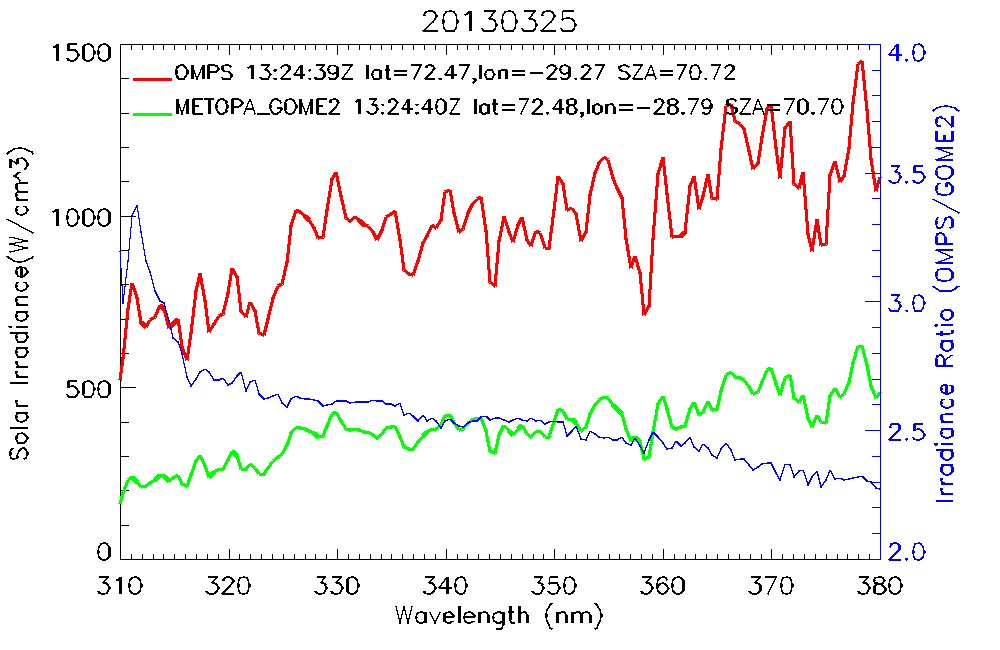 20130325
OMPS 13:24:39Z lat=72.47,lon=-29.27 SZA=70.72
METOPA_GOME2 13:24:40Z lat=72.48,lon=-28.79 SZA=70.70
1500
1000
500
0
Solar Irradiance(W/cm^3)
4.0
3.5
3.0
2.5
2.0
Irradiance Ratio (OMPS/GOME2)
310 320 330 340 350 360 370 380
Wavelength (nm)